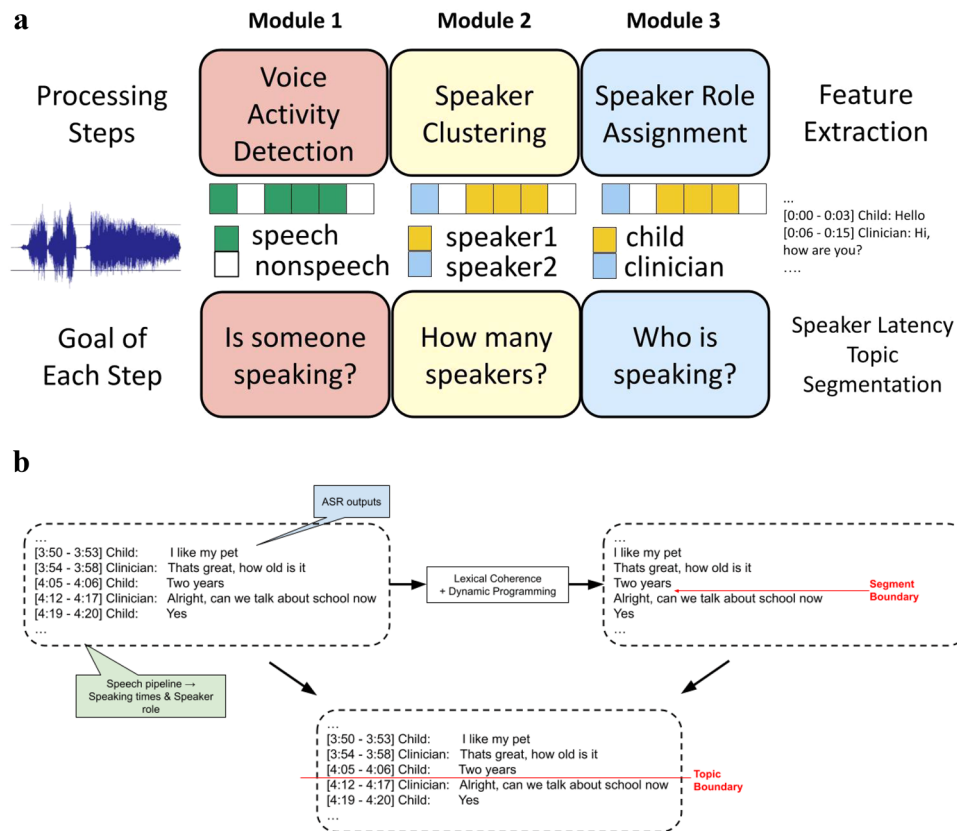 a
Module 1
Module 2
Module 3
Processing
Steps
Voice
Activity
Detection
Speaker
Clustering
Speaker Role
Assignment
Feature
Extraction
speech
nonspeech
speaker1
speaker2
child
clinician
...
[0:00 - 0:03] Child: Hello
[0:06 - 0:15] Clinician: Hi,
how are you?
....
Goal of
Each Step
Is someone
speaking?
How many
speakers?
Who is
speaking?
Speaker Latency
Topic
Segmentation
b
ASR outputs
...
[3:50 - 3:53] Child: I like my pet
[3:54 - 3:58] Clinician: Thats great, how old is it
[4:05 - 4:06] Child: Two years
[4:12 - 4:17] Clinician: Alright, can we talk about school now
[4:19 - 4:20] Child: Yes
...
Lexical Coherence
+ Dynamic Programming
...
I like my pet
Thats great, how old is it
Two years
Alright, can we talk about school now
Yes
...
Segment
Boundary
Speech pipeline →
Speaking times & Speaker
role
...
[3:50 - 3:53] Child: I like my pet
[3:54 - 3:58] Clinician: Thats great, how old is it
[4:05 - 4:06] Child: Two years
[4:12 - 4:17] Clinician: Alright, can we talk about school now
[4:19 - 4:20] Child: Yes
...
Topic
Boundary